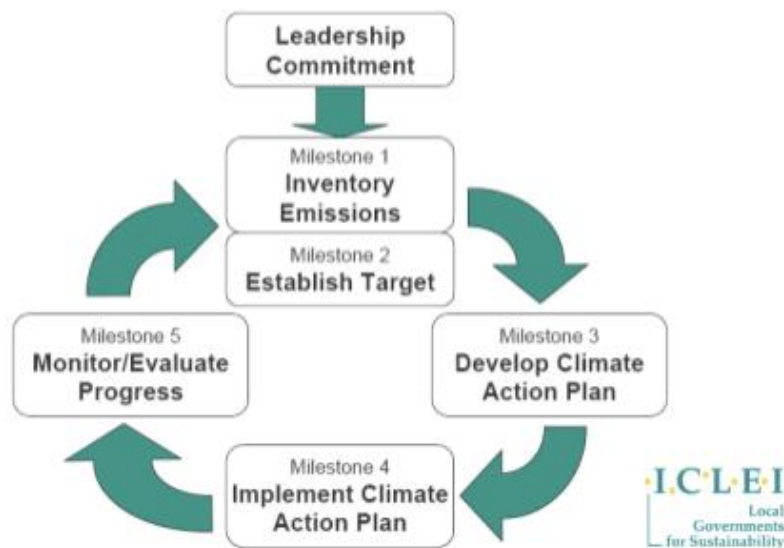 Leadership
Commitment
Milestone 1
Inventory
Emissions
Milestone 2
Establish Target
Milestone 3
Develop Climate
Action Plan
Milestone 4
Implement Climate
Action Plan
Milestone 5
Monitor/Evaluate
Progress
·I·C·L·E·I
Local
Governments
for Sustainability